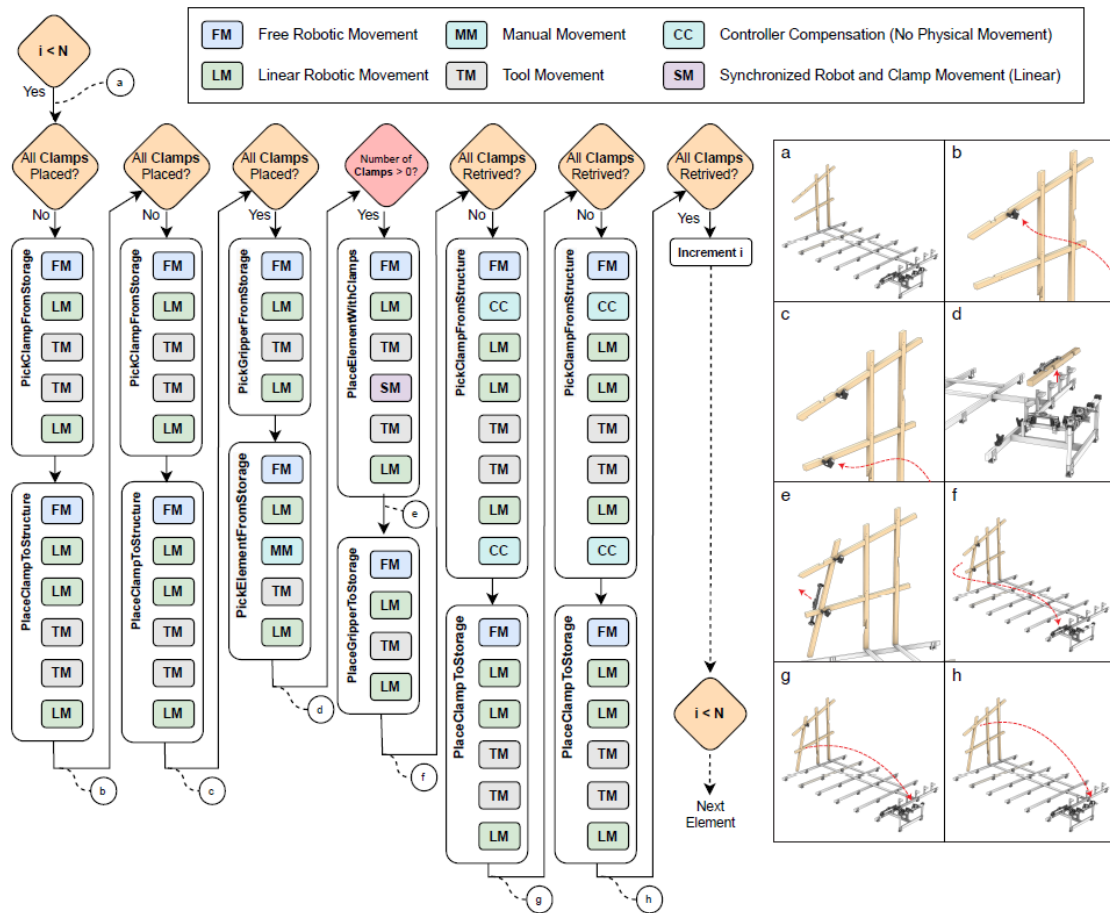 i < N
Yes
a
FM Free Robotic Movement
MM Manual Movement
CC Controller Compensation (No Physical Movement)
LM Linear Robotic Movement
TM Tool Movement
SM Synchronized Robot and Clamp Movement (Linear)
All Clamps
Placed?
No
PickClampFromStorage
FM
LM
TM
TM
LM
PlaceClampToStructure
FM
LM
LM
TM
TM
LM
b
All Clamps
Placed?
No
PickClampFromStorage
FM
LM
TM
TM
LM
PlaceClampToStructure
FM
LM
LM
TM
TM
LM
c
All Clamps
Placed?
Yes
PickGripperFromStorage
FM
LM
TM
LM
PickElementFromStorage
FM
LM
MM
TM
LM
d
Number of
Clamps > 0?
Yes
PlaceElementWithClamps
FM
LM
TM
SM
TM
LM
e
PlaceGripperToStorage
FM
LM
TM
LM
f
All Clamps
Retrived?
No
PickClampFromStructure
FM
CC
LM
TM
TM
LM
CC
PlaceClampToStorage
FM
LM
LM
TM
TM
LM
g
All Clamps
Retrived?
No
PickClampFromStructure
FM
CC
LM
TM
TM
LM
CC
PlaceClampToStorage
FM
LM
LM
TM
TM
LM
h
All Clamps
Retrived?
Yes
Increment i
i < N
Next
Element
a
b
c
d
e
f
g
h